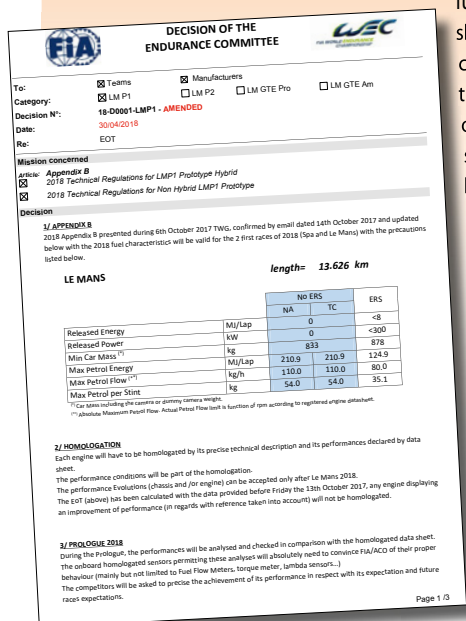 FIA
DECISION OF THE
ENDURANCE COMMITTEE
WEC
FIA WORLD ENDURANCE
CHAMPIONSHIP
To: ☒ Teams ☒ Manufacturers
Category: ☒ LM P1 ☐ LM P2 ☐ LM GTE Pro ☐ LM GTE Am
Decision N°: 18-D0001-LMP1 - AMENDED
Date: 30/04/2018
Re: EOT
Mission concerned
Article: Appendix B
☒ 2018 Technical Regulations for LMP1 Prototype Hybrid
☒ 2018 Technical Regulations for Non Hybrid LMP1 Prototype
Decision
1/ APPENDIX B
2018 Appendix B presented during 6th October 2017 TWG, confirmed by email dated 14th October 2017 and updated
below with the 2018 fuel characteristics will be valid for the 2 first races of 2018 (Spa and Le Mans) with the precautions
listed below.
LE MANS length= 13.626 km
No ERS ERS
NA TC
Released Energy MJ/Lap 0 <8
Released Power kW 0 <300
Min Car Mass (*) kg 833 878
Max Petrol Energy MJ/Lap 210.9 210.9 124.9
Max Petrol Flow (**) kg/h 110.0 110.0 80.0
Max Petrol per Stint kg 54.0 54.0 35.1
(*) Car Mass including the camera or dummy camera weight.
(**) Absolute Maximum Petrol Flow. Actual Petrol Flow limit is function of rpm according to registered engine datasheet.
2/ HOMOLOGATION
Each engine will have to be homologated by its precise technical description and its performances declared by data
sheet.
The performance conditions will be part of the homologation.
The performance Evolutions (chassis and /or engine) can be accepted only after Le Mans 2018.
The EoT (above) has been calculated with the data provided before Friday the 13th October 2017, any engine displaying
an improvement of performance (in regards with reference taken into account) will not be homologated.
3/ PROLOGUE 2018
During the Prologue, the performances will be analysed and checked in comparison with the homologated data sheet.
The onboard homologated sensors permitting these analyses will absolutely need to convince FIA/ACO of their proper
behaviour (mainly but not limited to Fuel Flow Meters, torque meter, lambda sensors...)
The competitors will be asked to precise the achievement of its performance in respect with its expectation and future
races expectations.
Page 1 /3